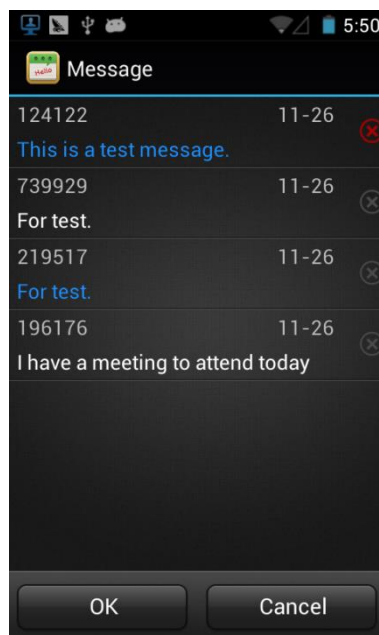 5:50
Hello
Message
124122 11-26
This is a test message.
739929 11-26
For test.
219517 11-26
For test.
196176 11-26
I have a meeting to attend today
OK Cancel